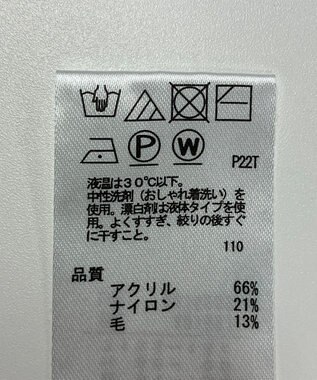 P W P22T
液温は30℃以下。
中性洗剤（おしゃれ着洗い）を
使用。漂白剤は液体タイプを使
用。よくすすぎ、絞りの後すぐ
に干すこと。
110
品質
アクリル 66%
ナイロン 21%
毛 13%